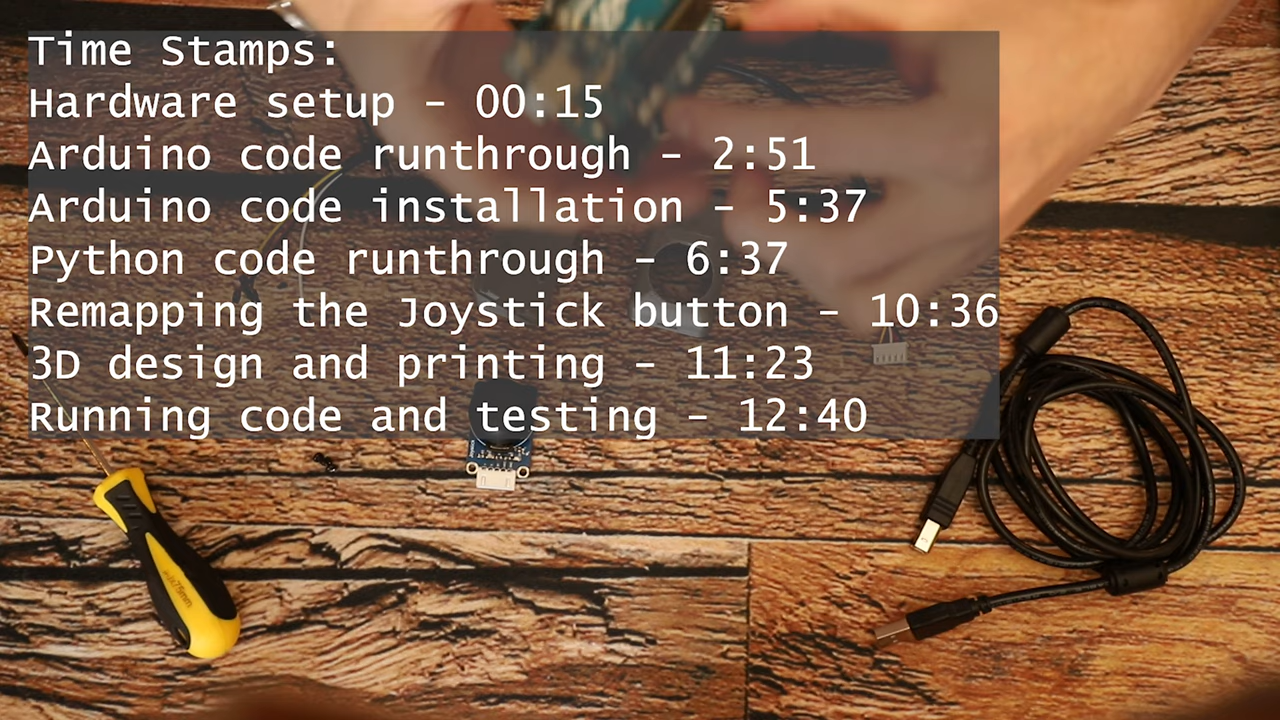 Time Stamps:
Hardware setup – 00:15
Arduino code runthrough – 2:51
Arduino code installation – 5:37
Python code runthrough – 6:37
Remapping the Joystick button – 10:36
3D design and printing – 11:23
Running code and testing – 12:40